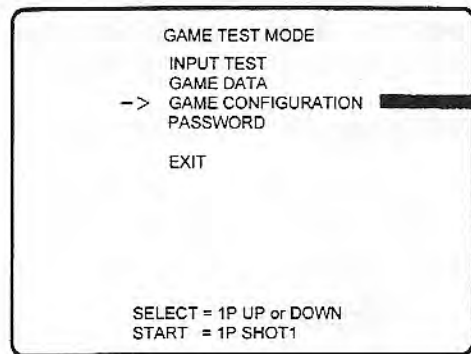 GAME TEST MODE
INPUT TEST
GAME DATA
-> GAME CONFIGURATION
PASSWORD
EXIT
SELECT = 1P UP or DOWN
START = 1P SHOT1